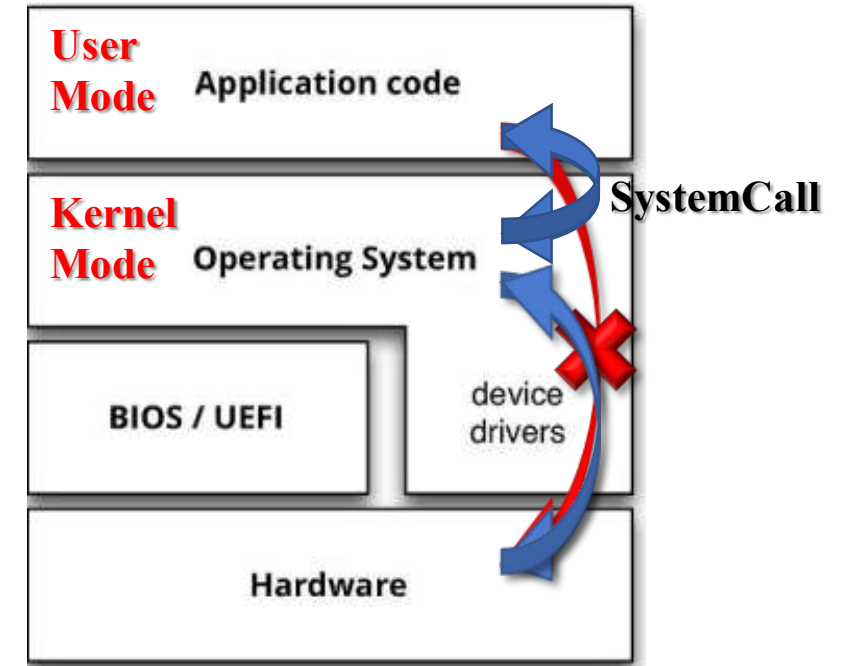 User
Mode
Application code
SystemCall
Kernel
Mode
Operating System
device
drivers
BIOS / UEFI
Hardware